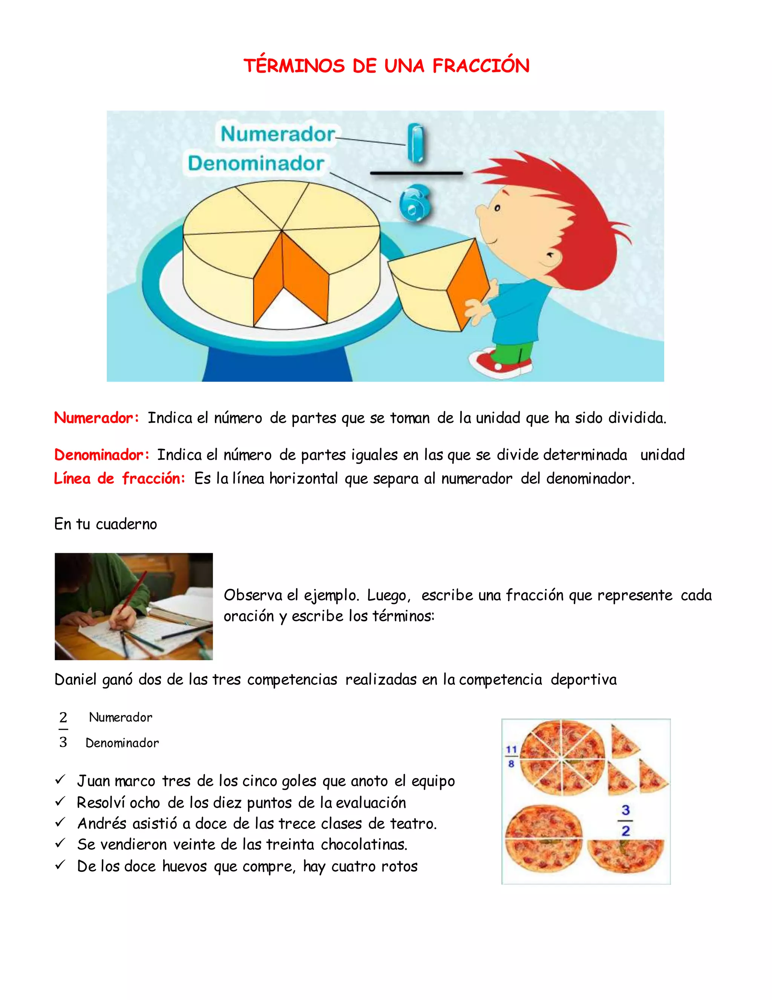 TÉRMINOS DE UNA FRACCIÓN
Numerador
1
Denominador
6
Numerador: Indica el número de partes que se toman de la unidad que ha sido dividida.
Denominador: Indica el número de partes iguales en las que se divide determinada unidad
Línea de fracción: Es la línea horizontal que separa al numerador del denominador.
En tu cuaderno
Observa el ejemplo. Luego, escribe una fracción que represente cada
oración y escribe los términos:
Daniel ganó dos de las tres competencias realizadas en la competencia deportiva
2 Numerador
3 Denominador
11
8
✓ Juan marco tres de los cinco goles que anoto el equipo
✓ Resolví ocho de los diez puntos de la evaluación
✓ Andrés asistió a doce de las trece clases de teatro.
✓ Se vendieron veinte de las treinta chocolatinas.
✓ De los doce huevos que compre, hay cuatro rotos
3
2